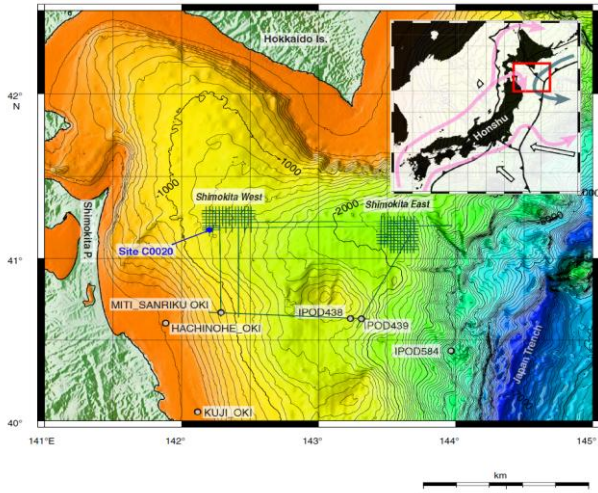 Hokkaido Is.
42°
N
Honshu
-1000
-1000
Shimokita West
Shimokita East
-2000
Shimokita P.
Site C0020
41°
MITI_SANRIKU OKI
IPOD438
IPOD439
HACHINOHE_OKI
IPOD584
Japan Trench
KUJI_OKI
40°
141°E
142°
143°
144°
145°
km